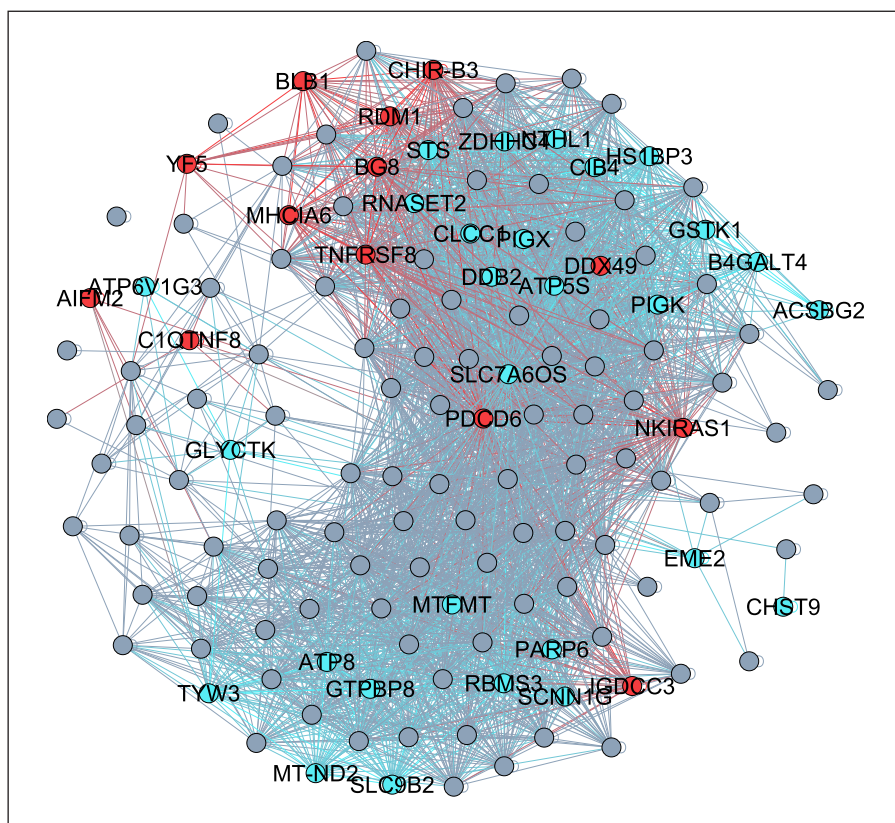 CHIR-B3
BLB1
RDM1
ZDHHC4
NTHL1
STS
HS1BP3
YF5
BG8
CIB4
RNASET2
MHCIA6
GSTK1
CLCC1
PIGX
TNFRSF8
B4GALT4
DDX49
DDB2
ATP6V1G3
ATP5S
AIFM2
PIGK
ACSBG2
C1QTNF8
SLC7A6OS
PDCD6
NKIRAS1
GLYCTK
EME2
MTFMT
CHST9
PARP6
ATP8
TYW3
GTPBP8
RBMS3
IGDCC3
SCNN1G
MT-ND2
SLC9B2